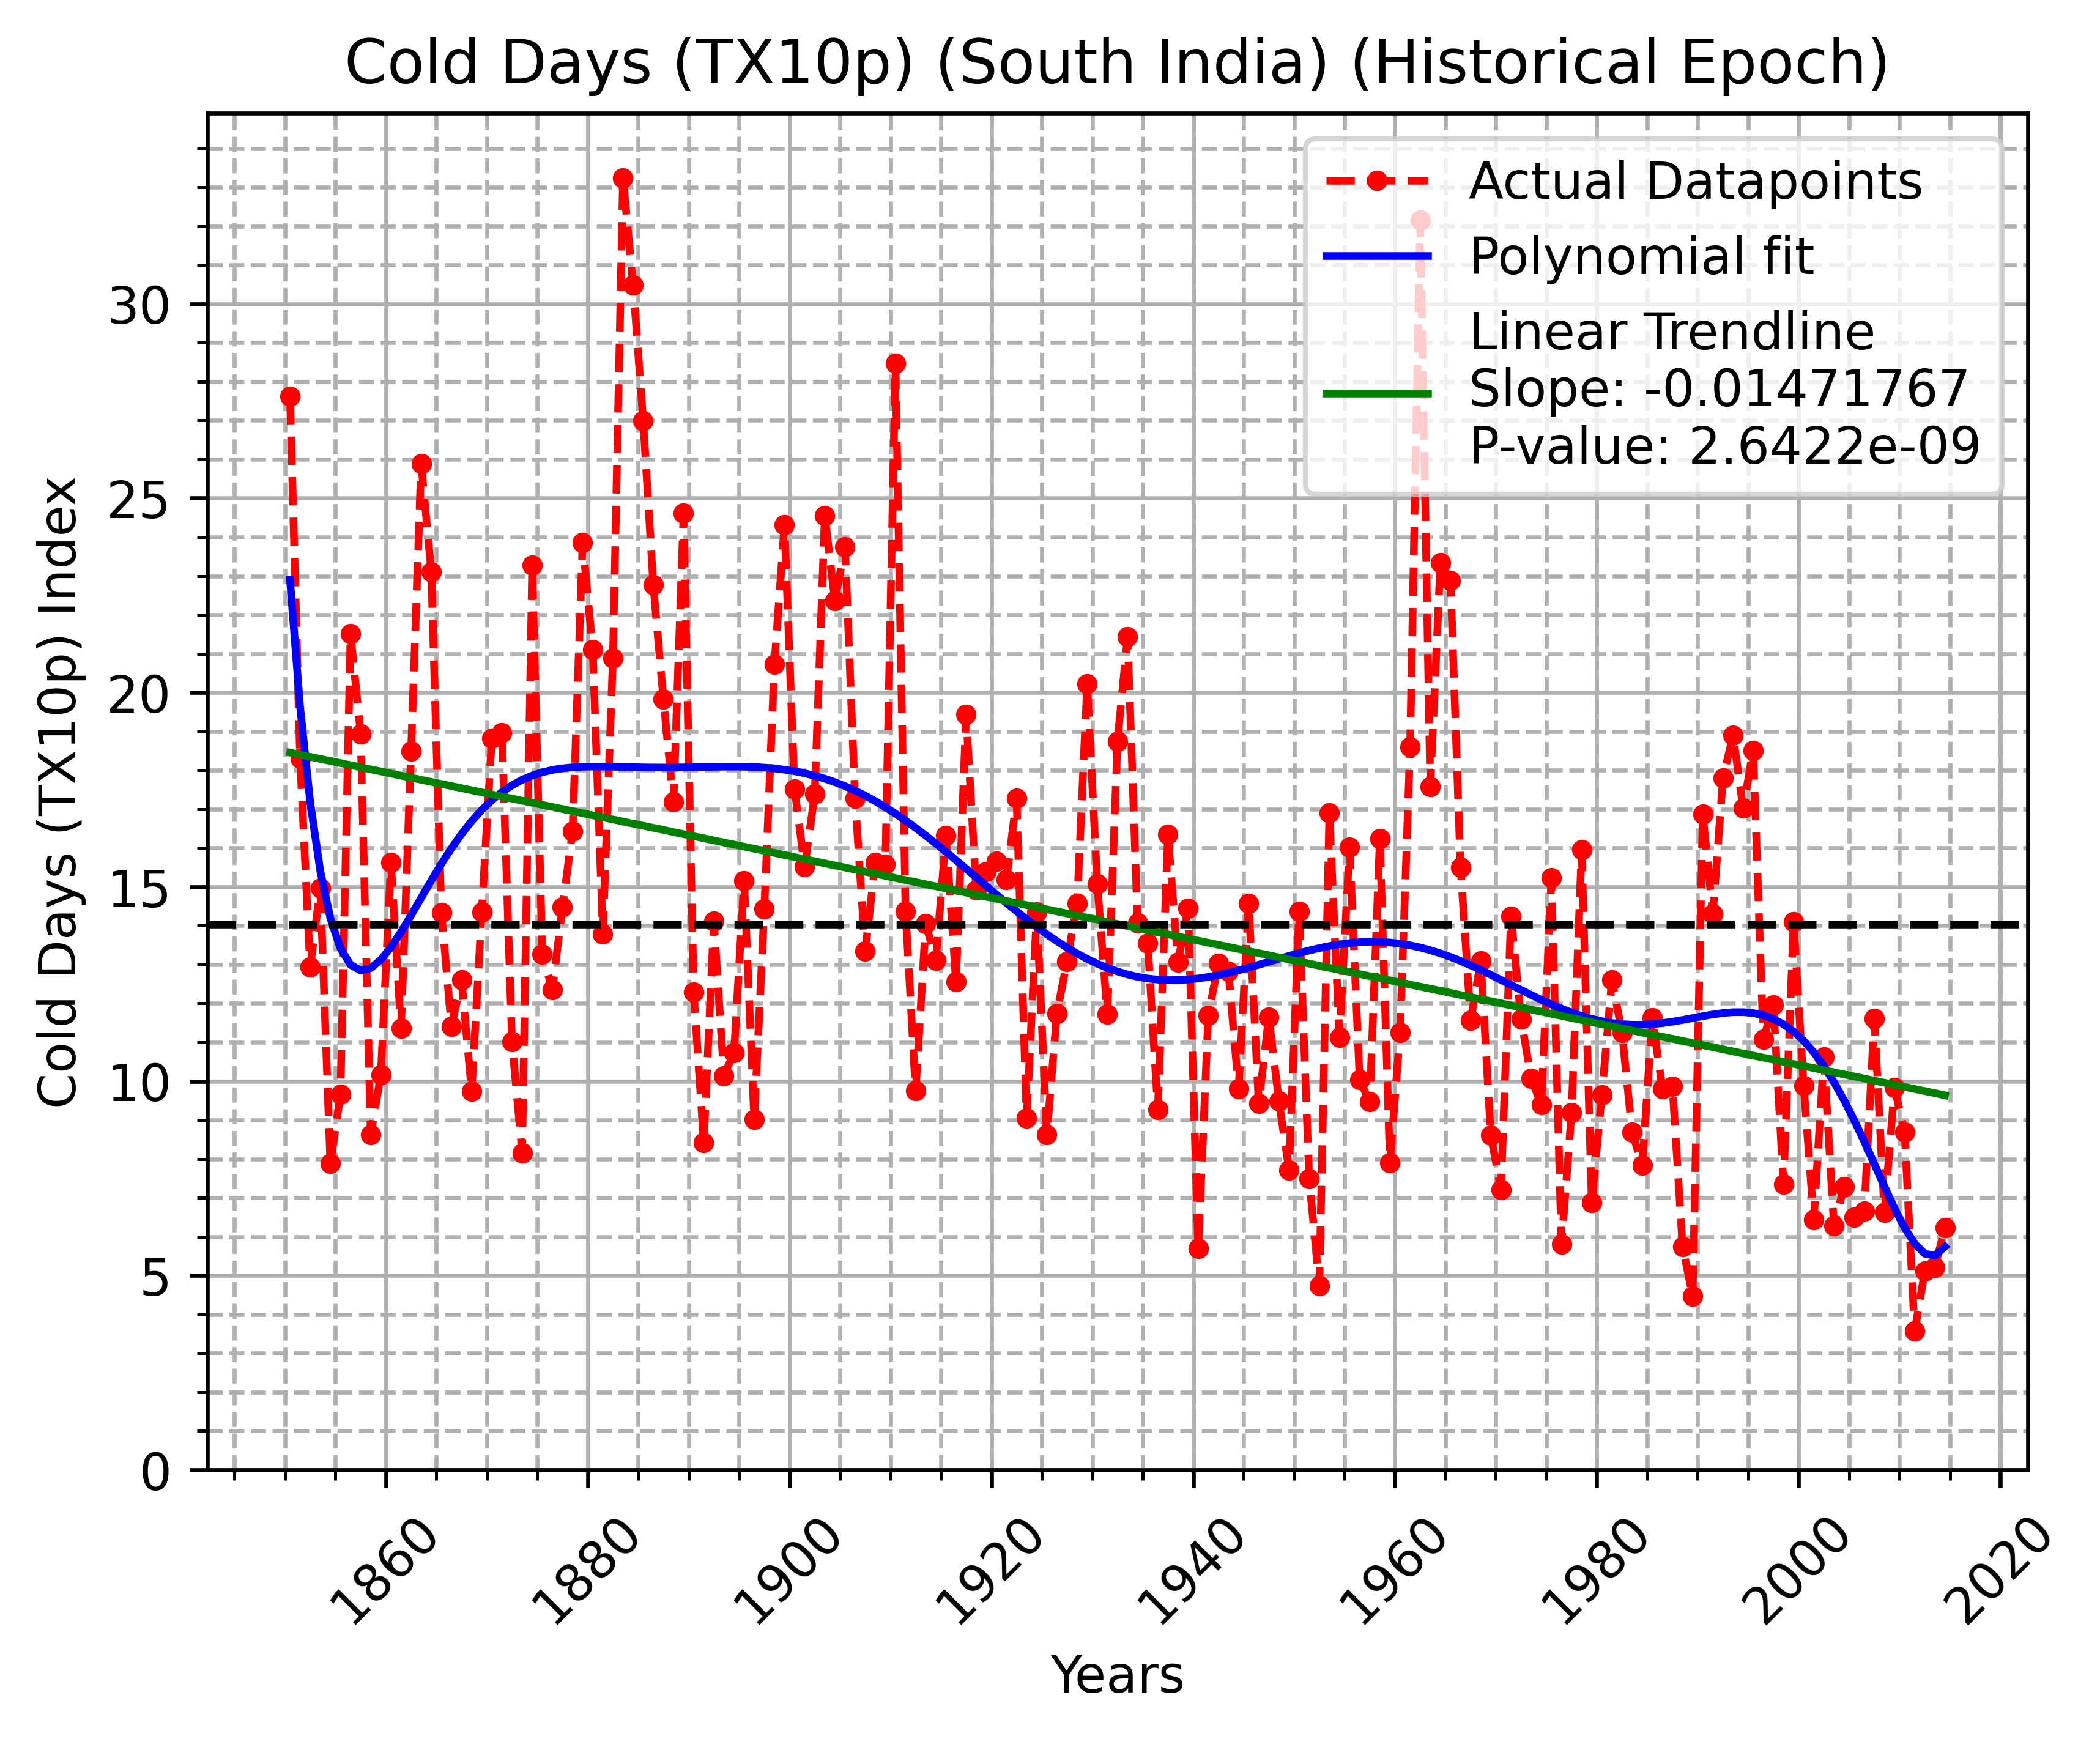 Cold Days (TX10p) (South India) (Historical Epoch)
Actual Datapoints
Polynomial fit
Linear Trendline
Slope: -0.01471767
P-value: 2.6422e-09
Cold Days (TX10p) Index
30
25
20
15
10
5
0
1860
1880
1900
1920
1940
1960
1980
2000
2020
Years